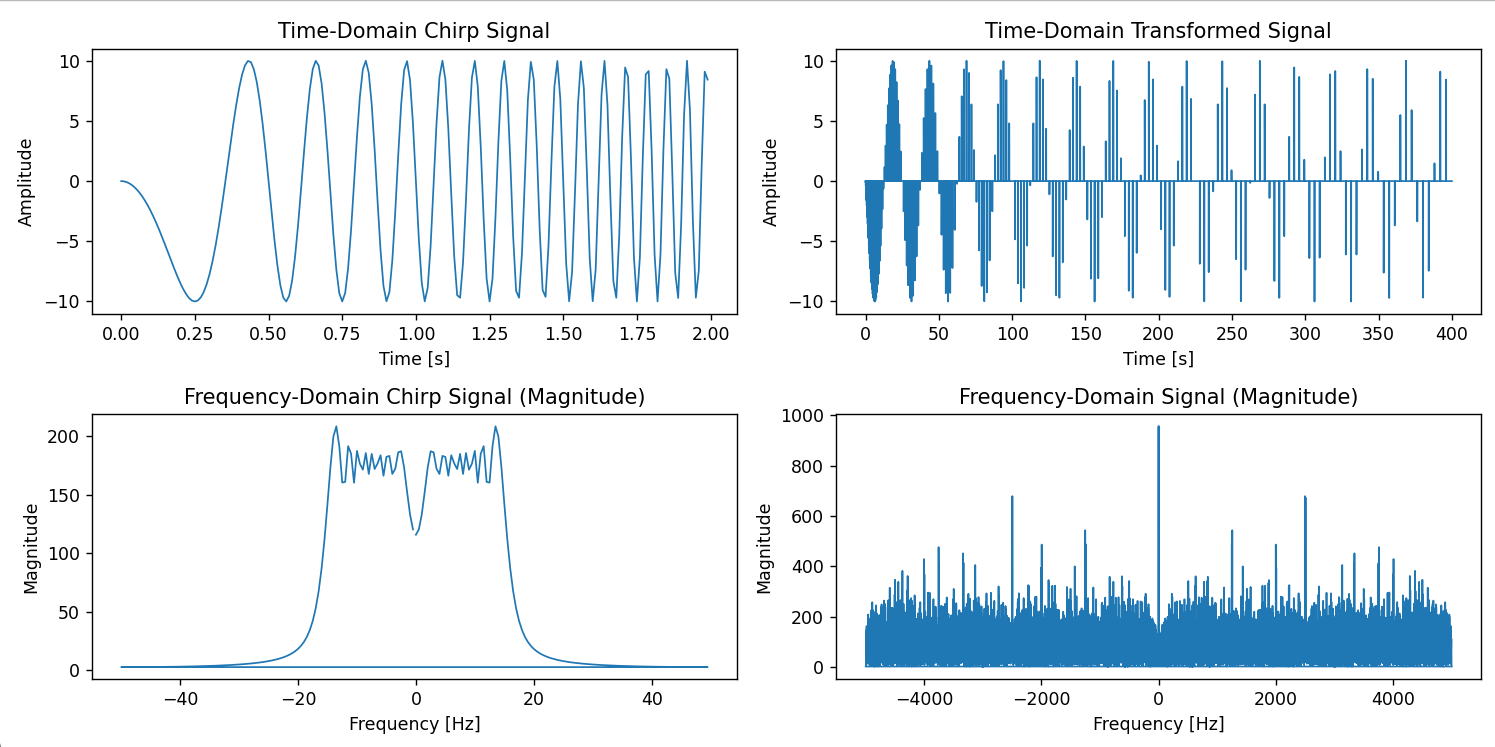 Time-Domain Chirp Signal
Amplitude
10
5
0
−5
−10
0.00 0.25 0.50 0.75 1.00 1.25 1.50 1.75 2.00
Time [s]
Time-Domain Transformed Signal
Amplitude
10
5
0
−5
−10
0 50 100 150 200 250 300 350 400
Time [s]
Frequency-Domain Chirp Signal (Magnitude)
Magnitude
200
150
100
50
0
−40 −20 0 20 40
Frequency [Hz]
Frequency-Domain Signal (Magnitude)
Magnitude
1000
800
600
400
200
0
−4000 −2000 0 2000 4000
Frequency [Hz]